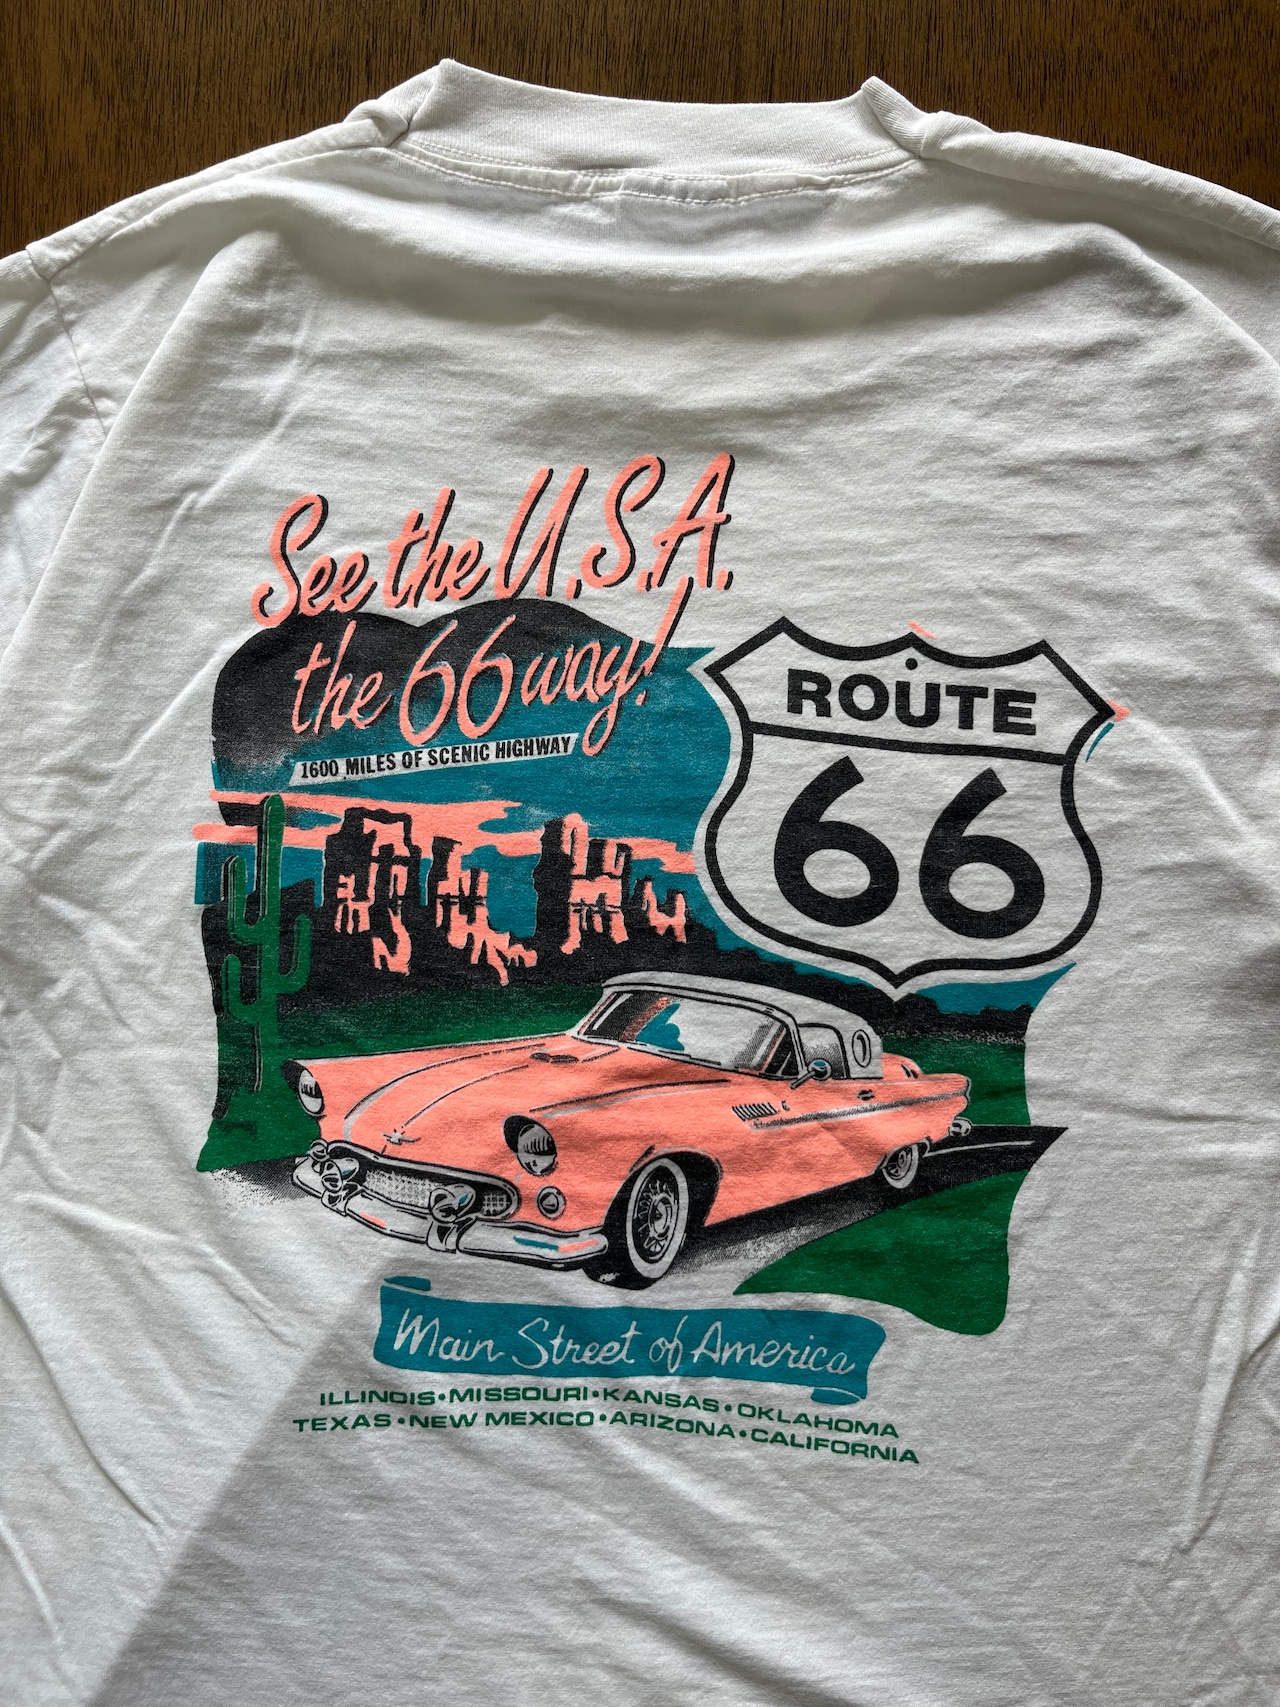 See the U.S.A.
the 66 way!
1600 MILES OF SCENIC HIGHWAY
ROUTE
66
Main Street of America
ILLINOIS•MISSOURI•KANSAS•OKLAHOMA
TEXAS•NEW MEXICO•ARIZONA•CALIFORNIA